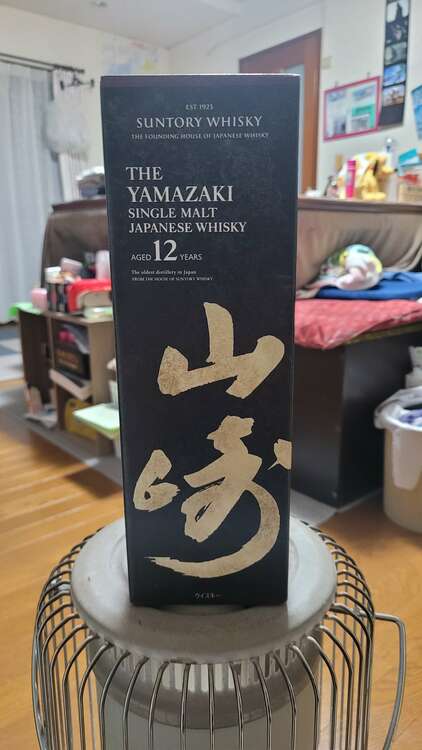 EST 1923
SUNTORY WHISKY
THE FOUNDING HOUSE OF JAPANESE WHISKY
THE
YAMAZAKI
SINGLE MALT
JAPANESE WHISKY
AGED 12 YEARS
The oldest distillery in Japan
FROM THE HOUSE OF SUNTORY WHISKY
山
崎
ウイスキー